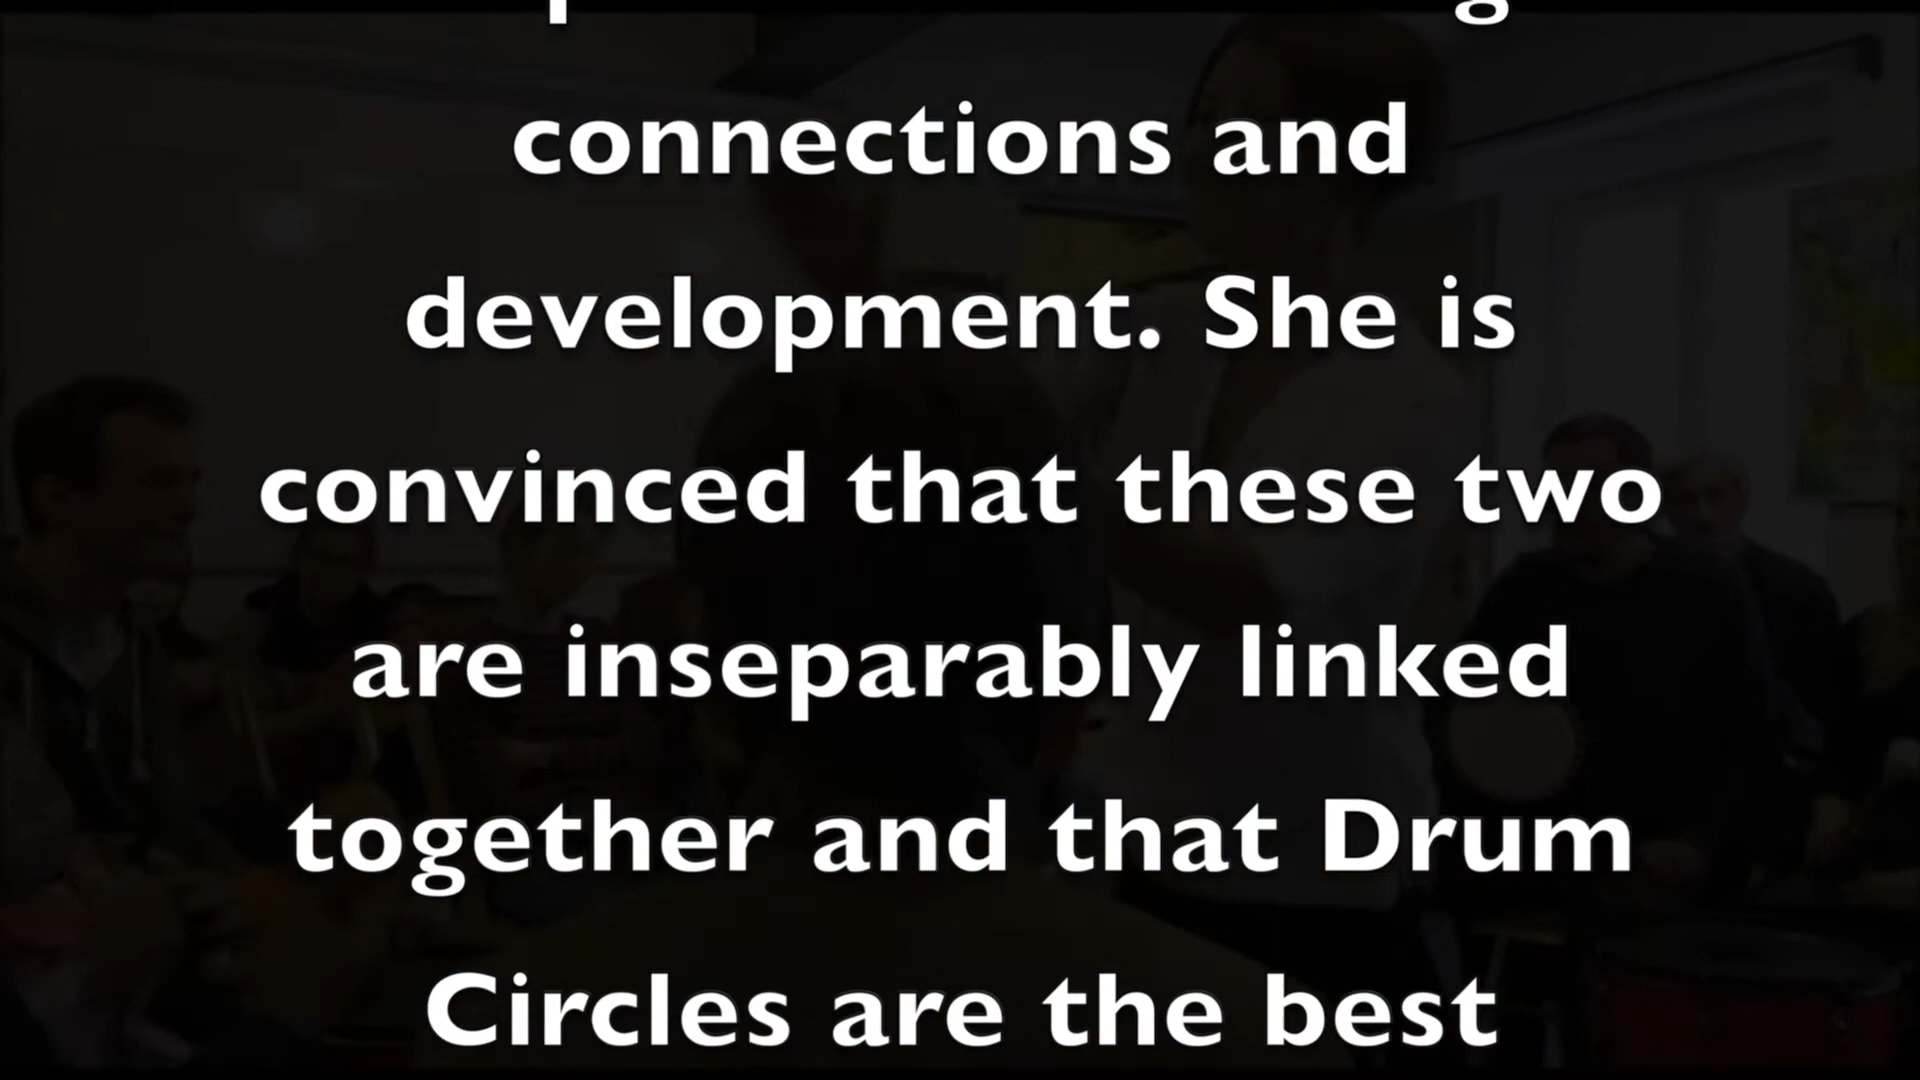 connections and
development. She is
convinced that these two
are inseparably linked
together and that Drum
Circles are the best